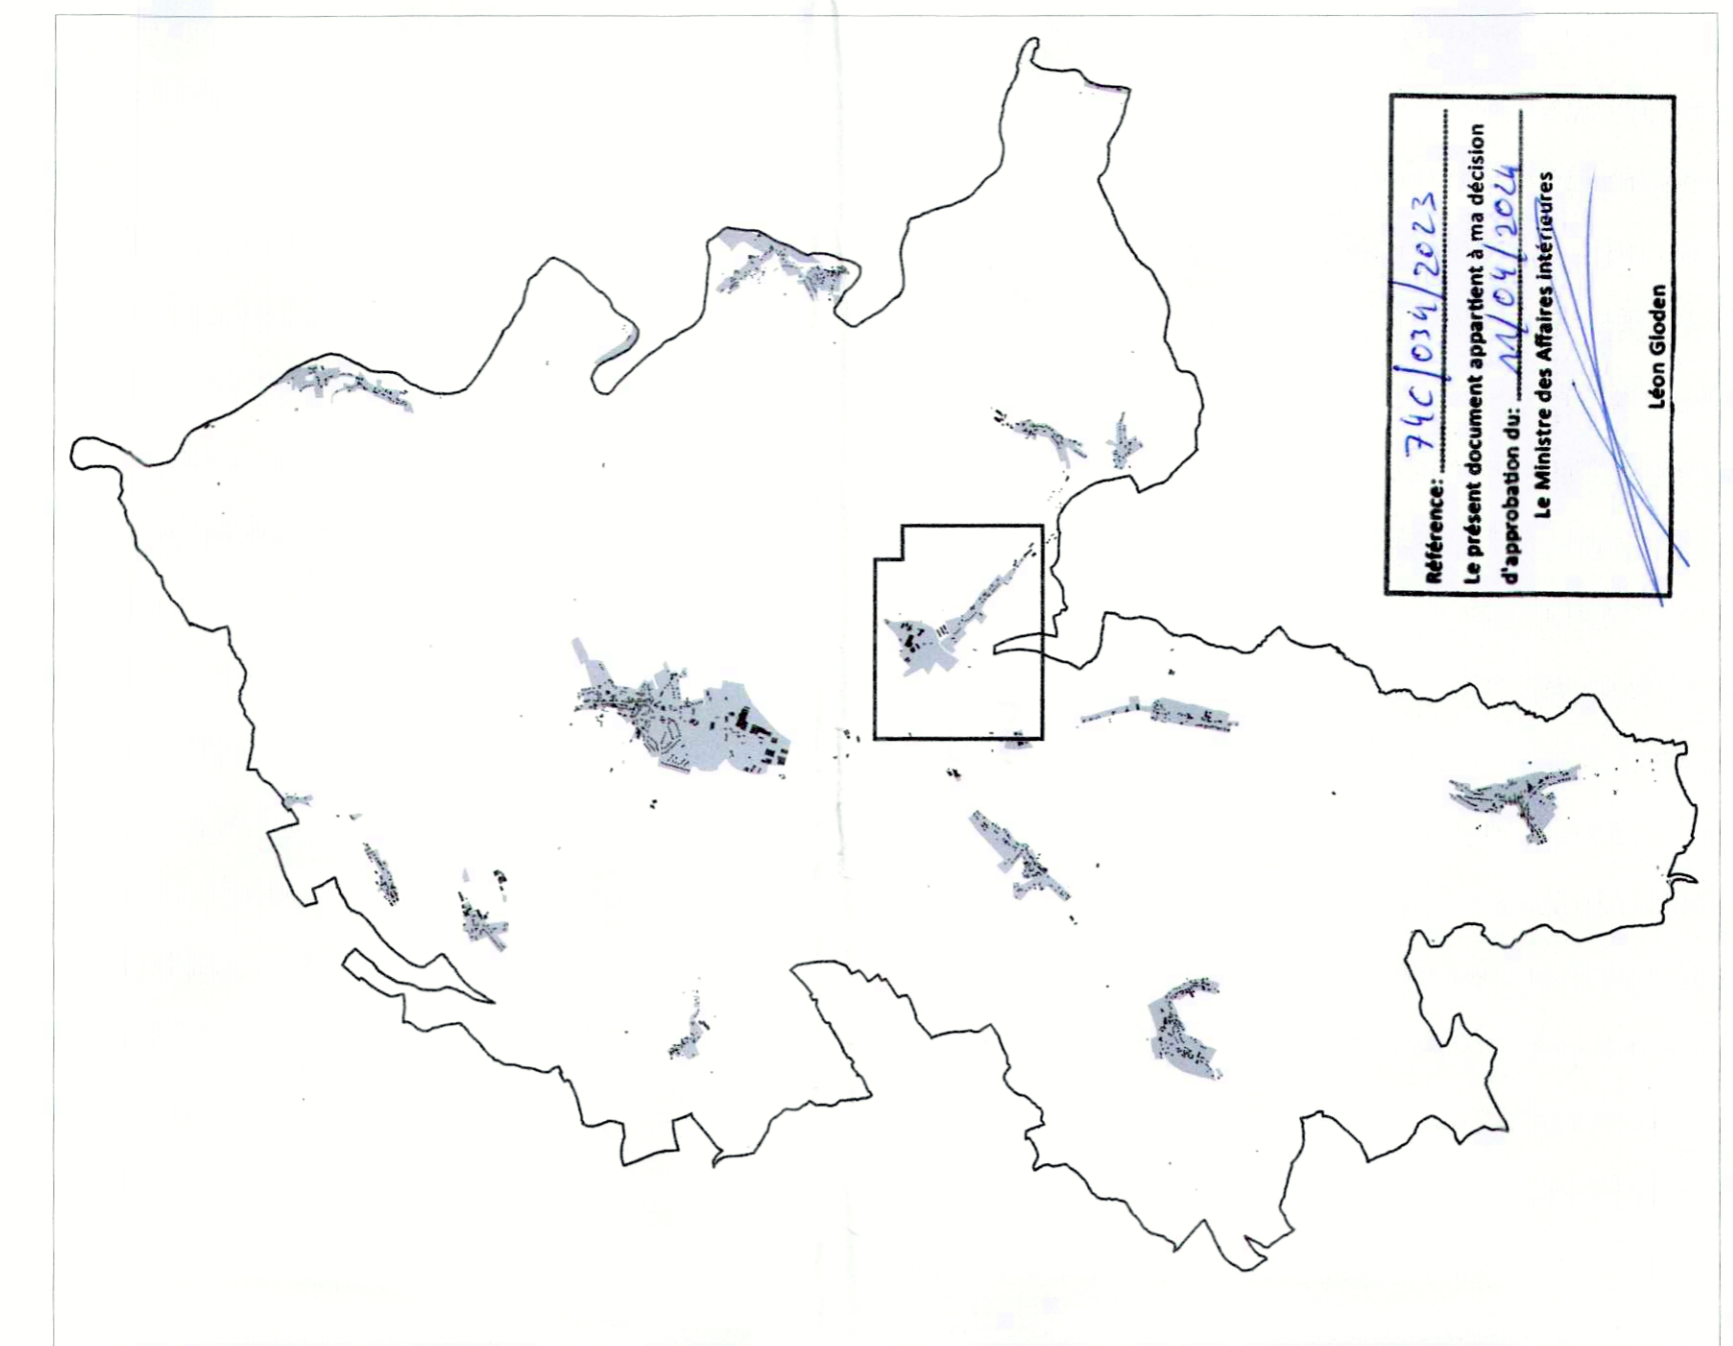 Référence: 74C/034/2023
Le présent document appartient à ma décision
d'approbation du: 11/04/2024
Le Ministre des Affaires intérieures
Léon Gloden